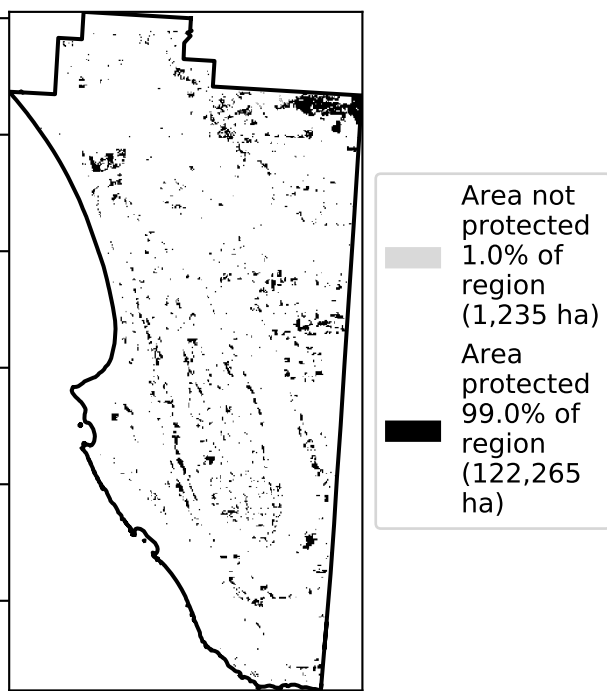 Area not
protected
1.0% of
region
(1,235 ha)
Area
protected
99.0% of
region
(122,265
ha)